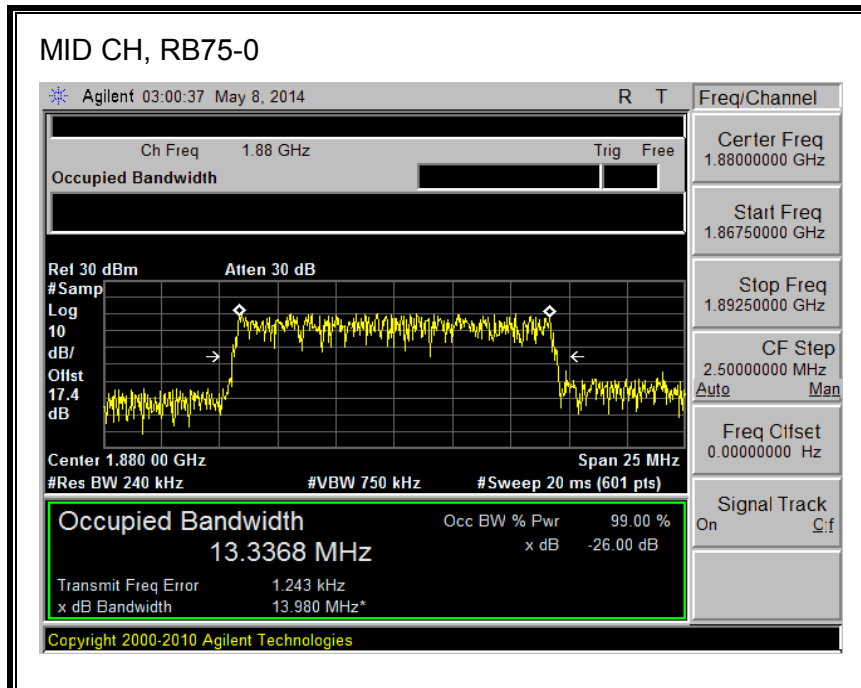 MID CH, RB75-0
Agilent 03:00:37 May 8, 2014 R T
Freq/Channel
Ch Freq 1.88 GHz Trig Free
Occupied Bandwidth
Center Freq
1.88000000 GHz
Start Freq
1.86750000 GHz
Stop Freq
1.89250000 GHz
CF Step
2.50000000 MHz
Auto Man
Freq Offset
0.00000000 Hz
Signal Track
On Off
Ref 30 dBm Atten 30 dB
#Samp
Log
10
dB/
Offst
17.4
dB
Center 1.880 00 GHz Span 25 MHz
#Res BW 240 kHz #VBW 750 kHz #Sweep 20 ms (601 pts)
Occupied Bandwidth
13.3368 MHz
Occ BW % Pwr 99.00 %
x dB -26.00 dB
Transmit Freq Error 1.243 kHz
x dB Bandwidth 13.980 MHz*
Copyright 2000-2010 Agilent Technologies